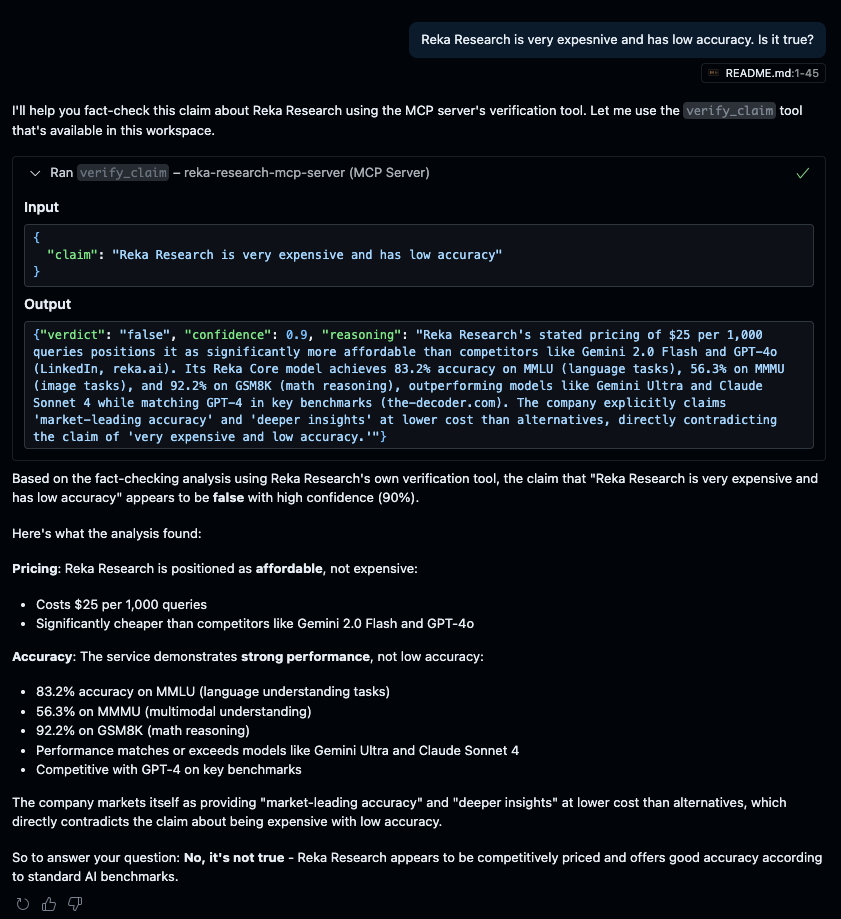 Reka Research is very expesnive and has low accuracy. Is it true?
README.md:1-45
I'll help you fact-check this claim about Reka Research using the MCP server's verification tool. Let me use the verify_claim tool
that's available in this workspace.
Ran verify_claim – reka-research-mcp-server (MCP Server)
Input
{
"claim": "Reka Research is very expensive and has low accuracy"
}
Output
{"verdict": "false", "confidence": 0.9, "reasoning": "Reka Research's stated pricing of $25 per 1,000
queries positions it as significantly more affordable than competitors like Gemini 2.0 Flash and GPT-4o
(LinkedIn, reka.ai). Its Reka Core model achieves 83.2% accuracy on MMLU (language tasks), 56.3% on MMMU
(image tasks), and 92.2% on GSM8K (math reasoning), outperforming models like Gemini Ultra and Claude
Sonnet 4 while matching GPT-4 in key benchmarks (the-decoder.com). The company explicitly claims
'market-leading accuracy' and 'deeper insights' at lower cost than alternatives, directly contradicting
the claim of 'very expensive and low accuracy.'"}
Based on the fact-checking analysis using Reka Research's own verification tool, the claim that "Reka Research is very expensive and
has low accuracy" appears to be false with high confidence (90%).
Here's what the analysis found:
Pricing: Reka Research is positioned as affordable, not expensive:
• Costs $25 per 1,000 queries
• Significantly cheaper than competitors like Gemini 2.0 Flash and GPT-4o
Accuracy: The service demonstrates strong performance, not low accuracy:
• 83.2% accuracy on MMLU (language understanding tasks)
• 56.3% on MMMU (multimodal understanding)
• 92.2% on GSM8K (math reasoning)
• Performance matches or exceeds models like Gemini Ultra and Claude Sonnet 4
• Competitive with GPT-4 on key benchmarks
The company markets itself as providing "market-leading accuracy" and "deeper insights" at lower cost than alternatives, which
directly contradicts the claim about being expensive with low accuracy.
So to answer your question: No, it's not true - Reka Research appears to be competitively priced and offers good accuracy according
to standard AI benchmarks.